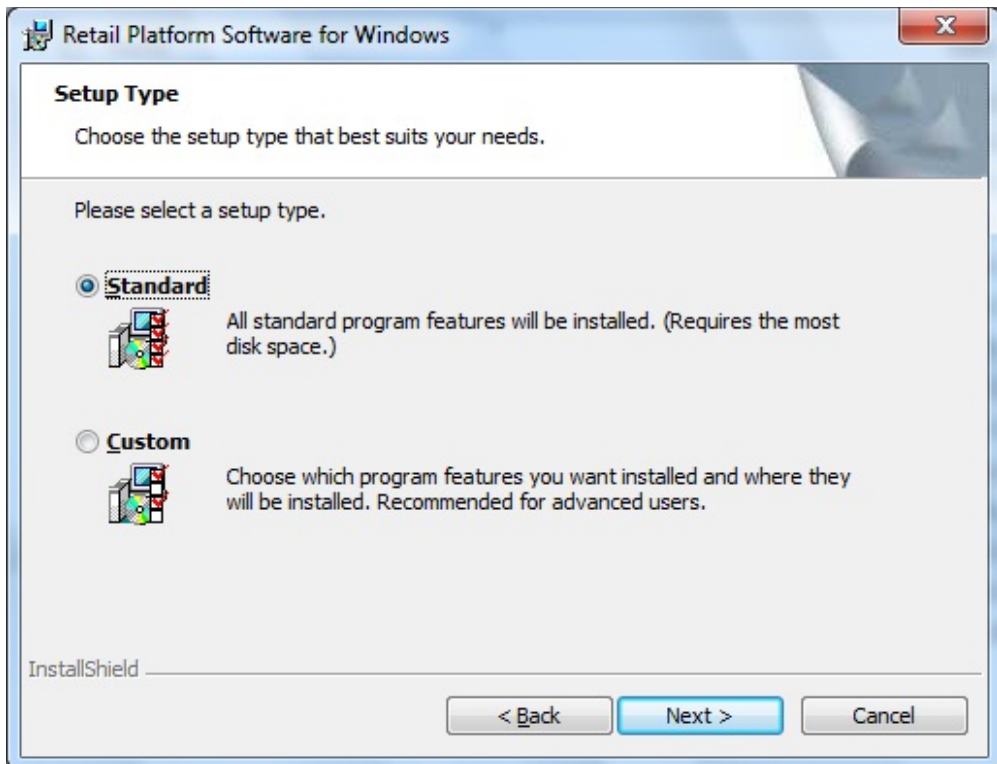 Retail Platform Software for Windows
Setup Type
Choose the setup type that best suits your needs.
Please select a setup type.
Standard
All standard program features will be installed. (Requires the most
disk space.)
Custom
Choose which program features you want installed and where they
will be installed. Recommended for advanced users.
InstallShield
< Back Next > Cancel